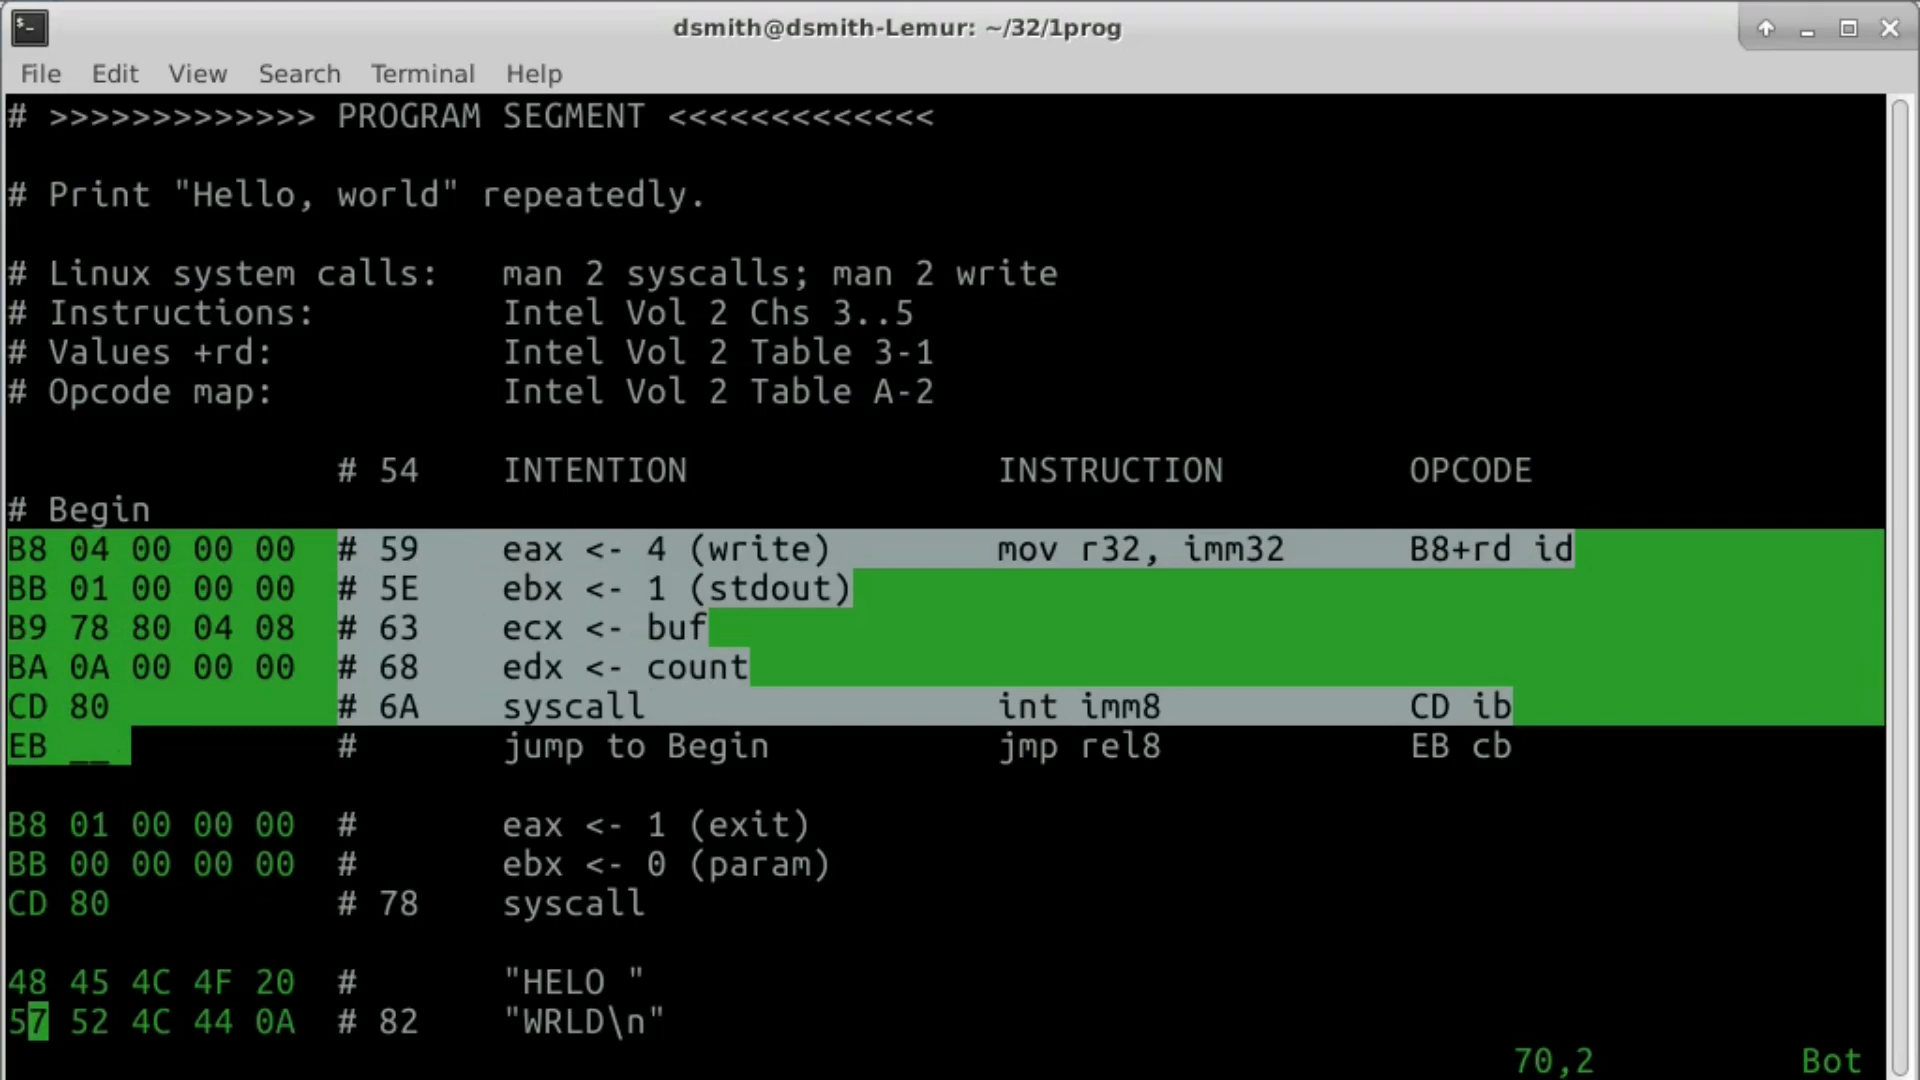 dsmith@dsmith-Lemur: ~/32/1prog
File Edit View Search Terminal Help
# >>>>>>>>>>>>> PROGRAM SEGMENT <<<<<<<<<<<<<
# Print "Hello, world" repeatedly.
# Linux system calls: man 2 syscalls; man 2 write
# Instructions: Intel Vol 2 Chs 3..5
# Values +rd: Intel Vol 2 Table 3-1
# Opcode map: Intel Vol 2 Table A-2
# 54 INTENTION INSTRUCTION OPCODE
# Begin
B8 04 00 00 00 # 59 eax <- 4 (write) mov r32, imm32 B8+rd id
BB 01 00 00 00 # 5E ebx <- 1 (stdout)
B9 78 80 04 08 # 63 ecx <- buf
BA 0A 00 00 00 # 68 edx <- count
CD 80 # 6A syscall int imm8 CD ib
EB __ # jump to Begin jmp rel8 EB cb
B8 01 00 00 00 # eax <- 1 (exit)
BB 00 00 00 00 # ebx <- 0 (param)
CD 80 # 78 syscall
48 45 4C 4F 20 # "HELO "
57 52 4C 44 0A # 82 "WRLD\n"
70,2 Bot